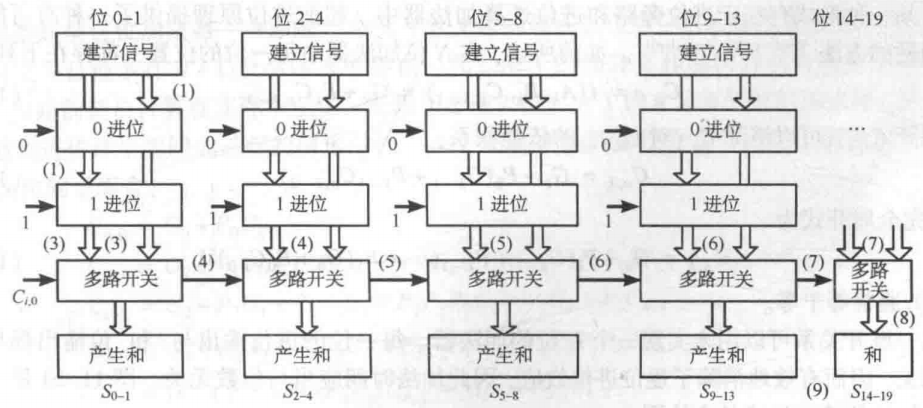 位 0–1 位 2–4 位 5–8 位 9–13 位 14–19
建立信号 建立信号 建立信号 建立信号
(1)
0 0 进位 0 0 进位 0 0 进位 0 0 进位 ...
(1)
1 1 进位 1 1 进位 1 1 进位 1 1 进位
(3) (3) (4) (5) (6) (7)
C_{i,0} 多路开关 (4) 多路开关 (5) 多路开关 (6) 多路开关 (7) 多路
开关
(8)
产生和 产生和 产生和 产生和 和
S_{0–1} S_{2–4} S_{5–8} S_{9–13} (9) S_{14–19}